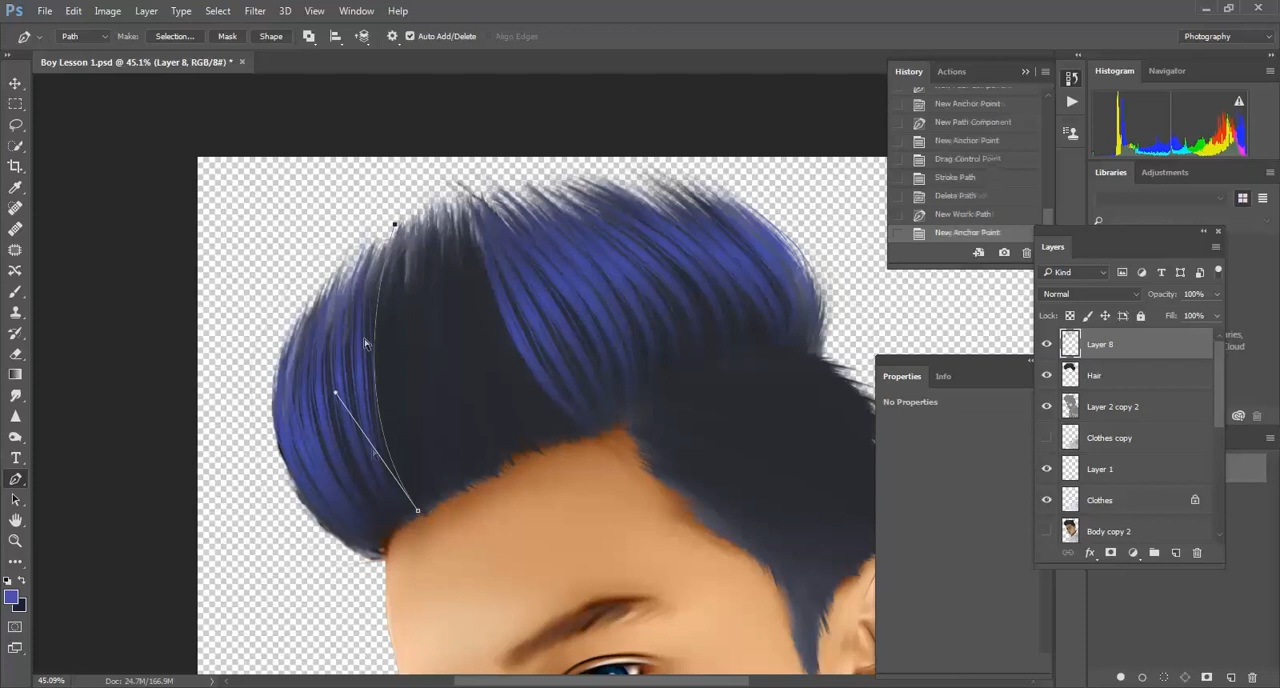 Ps File Edit Image Layer Type Select Filter 3D View Window Help
Path Make: Selection... Mask Shape Auto Add/Delete Align Edges Photography
Boy Lesson 1.psd @ 45.1% (Layer 8, RGB/8#) * ×
History Actions
New Anchor Point
New Path Component
New Anchor Point
Drag Control Point
Stroke Path
Delete Path
New Work Path
New Anchor Point
Histogram Navigator
Libraries Adjustments
Layers
Kind
Normal Opacity: 100%
Lock: Fill: 100%
Layer 8
Hair
Layer 2 copy 2
Clothes copy
Layer 1
Clothes
Body copy 2
fx
Properties Info
No Properties
45.09% Doc: 24.7M/166.9M